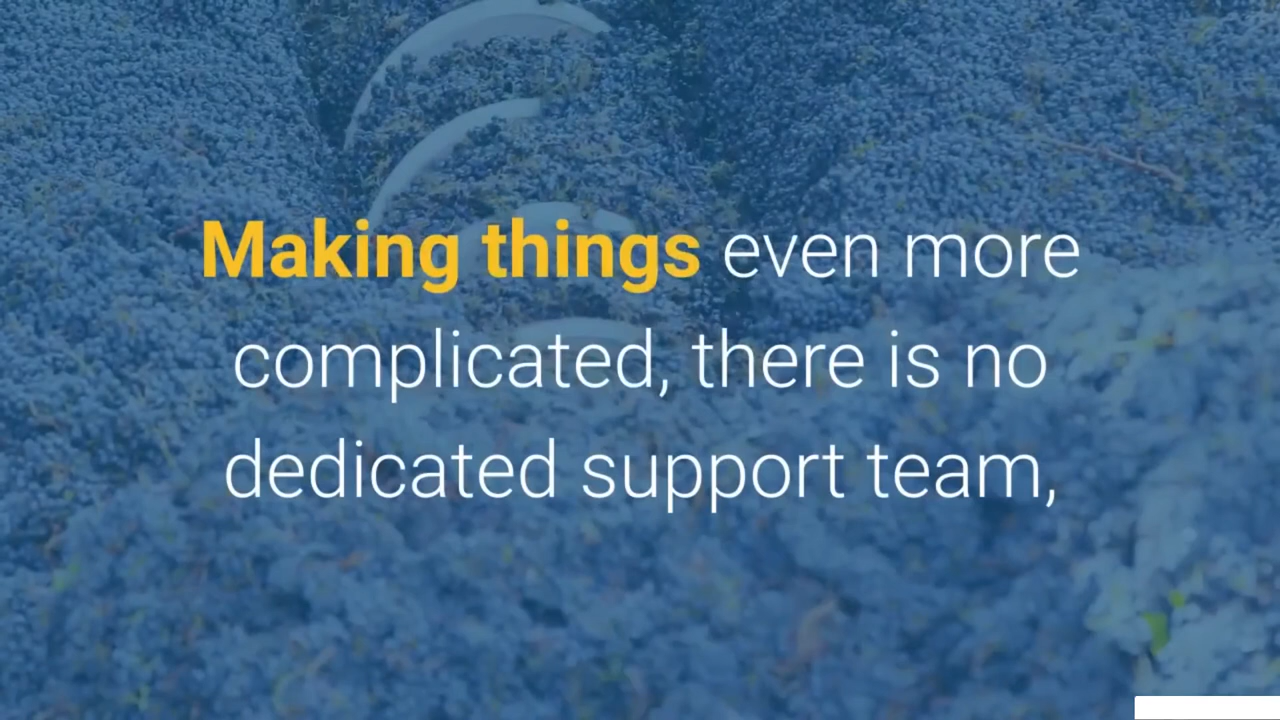 Making things even more
complicated, there is no
dedicated support team,